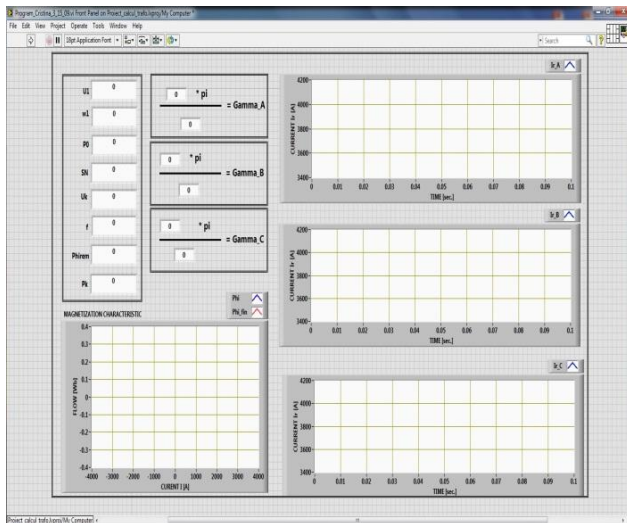 Program_Cristina_3_15_09.vi Front Panel on Project_calcul_trafo.lvproj/My Computer *
File Edit View Project Operate Tools Window Help
18pt Application Font
Search
U1 0
w1 0
P0 0
SN 0
Uk 0
f 0
Phirem 0
Pk 0
0 * pi
= Gamma_A
0
0 * pi
= Gamma_B
0
0 * pi
= Gamma_C
0
Ir_A
CURRENT Ir [A]
4200
4000
3800
3600
3400
0 0.01 0.02 0.03 0.04 0.05 0.06 0.07 0.08 0.09 0.1
TIME [sec.]
Ir_B
CURRENT Ir [A]
4200
4000
3800
3600
3400
0 0.01 0.02 0.03 0.04 0.05 0.06 0.07 0.08 0.09 0.1
TIME [sec.]
Phi
Phi_fin
MAGNETIZATION CHARACTERISTIC
FLOW [Wb]
0.4
0.3
0.2
0.1
0
-0.1
-0.2
-0.3
-0.4
-4000 -3000 -2000 -1000 0 1000 2000 3000 4000
CURENT I [A]
Ir_C
CURRENT Ir [A]
4200
4000
3800
3600
3400
0 0.01 0.02 0.03 0.04 0.05 0.06 0.07 0.08 0.09 0.1
TIME [sec.]
Project_calcul_trafo.lvproj/My Computer